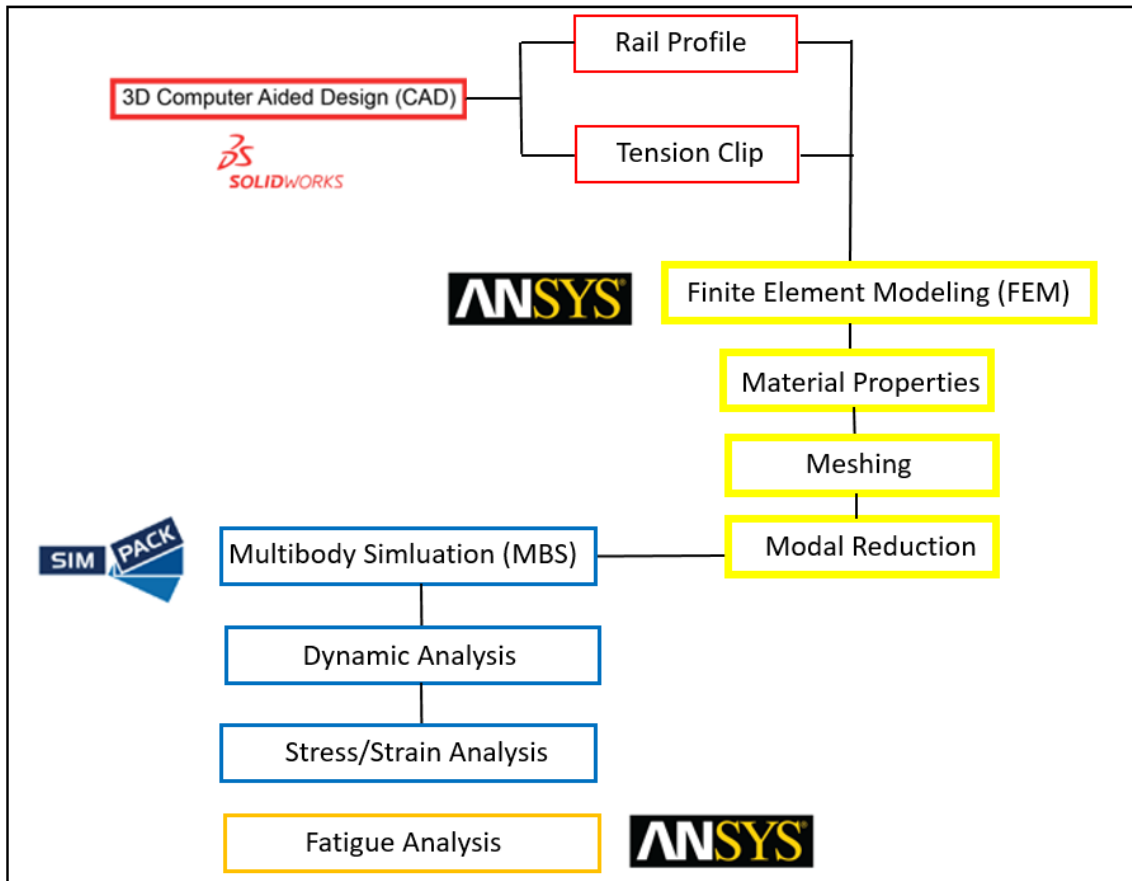 Rail Profile
3D Computer Aided Design (CAD)
Tension Clip
DS
SOLIDWORKS
ANSYS®
Finite Element Modeling (FEM)
Material Properties
Meshing
SIM PACK
Multibody Simluation (MBS)
Modal Reduction
Dynamic Analysis
Stress/Strain Analysis
Fatigue Analysis
ANSYS®